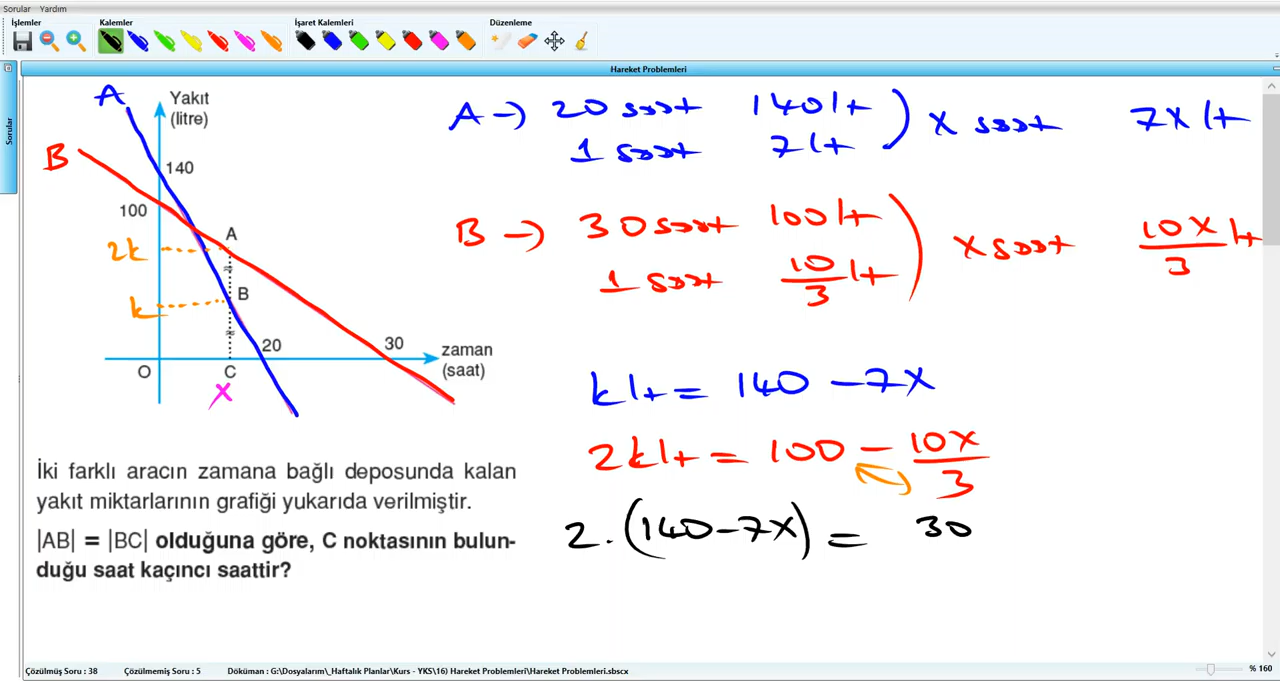 Sorular Yardım
İşlemler Kalemler İşaret Kalemleri Düzenleme
Hareket Problemleri
Sorular
A
B
Yakıt
(litre)
140
100
2k
k
A
B
20
30
zaman
(saat)
O
C
x
A → 20 saat 140 lt
1 saat 7 lt
x saat 7x lt
B → 30 saat 100 lt
1 saat 10/3 lt
x saat 10x/3 lt
k lt = 140 - 7x
2k lt = 100 - 10x/3
2.(140-7x) = 30
İki farklı aracın zamana bağlı deposunda kalan
yakıt miktarlarının grafiği yukarıda verilmiştir.
|AB| = |BC| olduğuna göre, C noktasının bulun-
duğu saat kaçıncı saattir?
Çözülmüş Soru : 38 Çözülmemiş Soru : 5 Döküman : G:\Dosyalarım\_Haftalık Planlar\Kurs - YKS\16) Hareket Problemleri\Hareket Problemleri.sbscx % 160